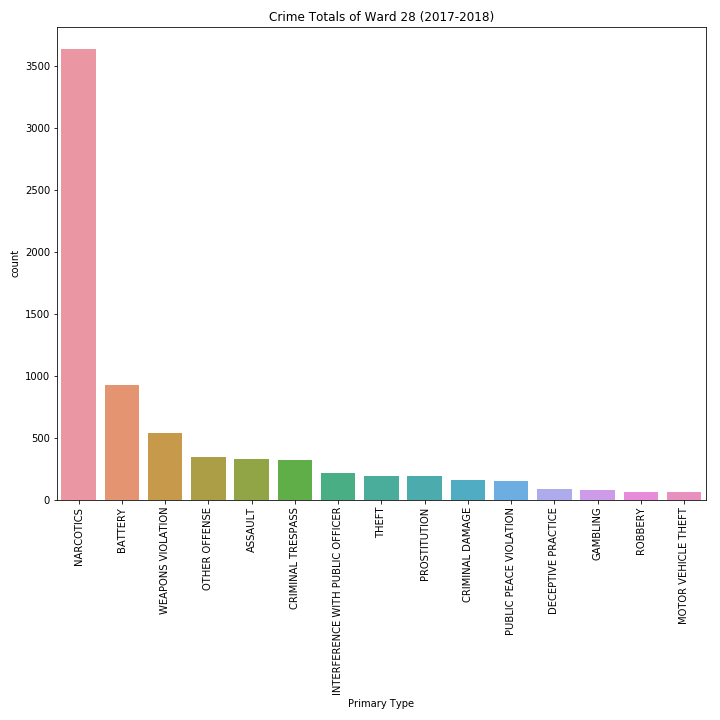 Crime Totals of Ward 28 (2017-2018)
3500
3000
2500
2000
1500
1000
500
0
count
NARCOTICS
BATTERY
WEAPONS VIOLATION
OTHER OFFENSE
ASSAULT
CRIMINAL TRESPASS
INTERFERENCE WITH PUBLIC OFFICER
THEFT
PROSTITUTION
CRIMINAL DAMAGE
PUBLIC PEACE VIOLATION
DECEPTIVE PRACTICE
GAMBLING
ROBBERY
MOTOR VEHICLE THEFT
Primary Type